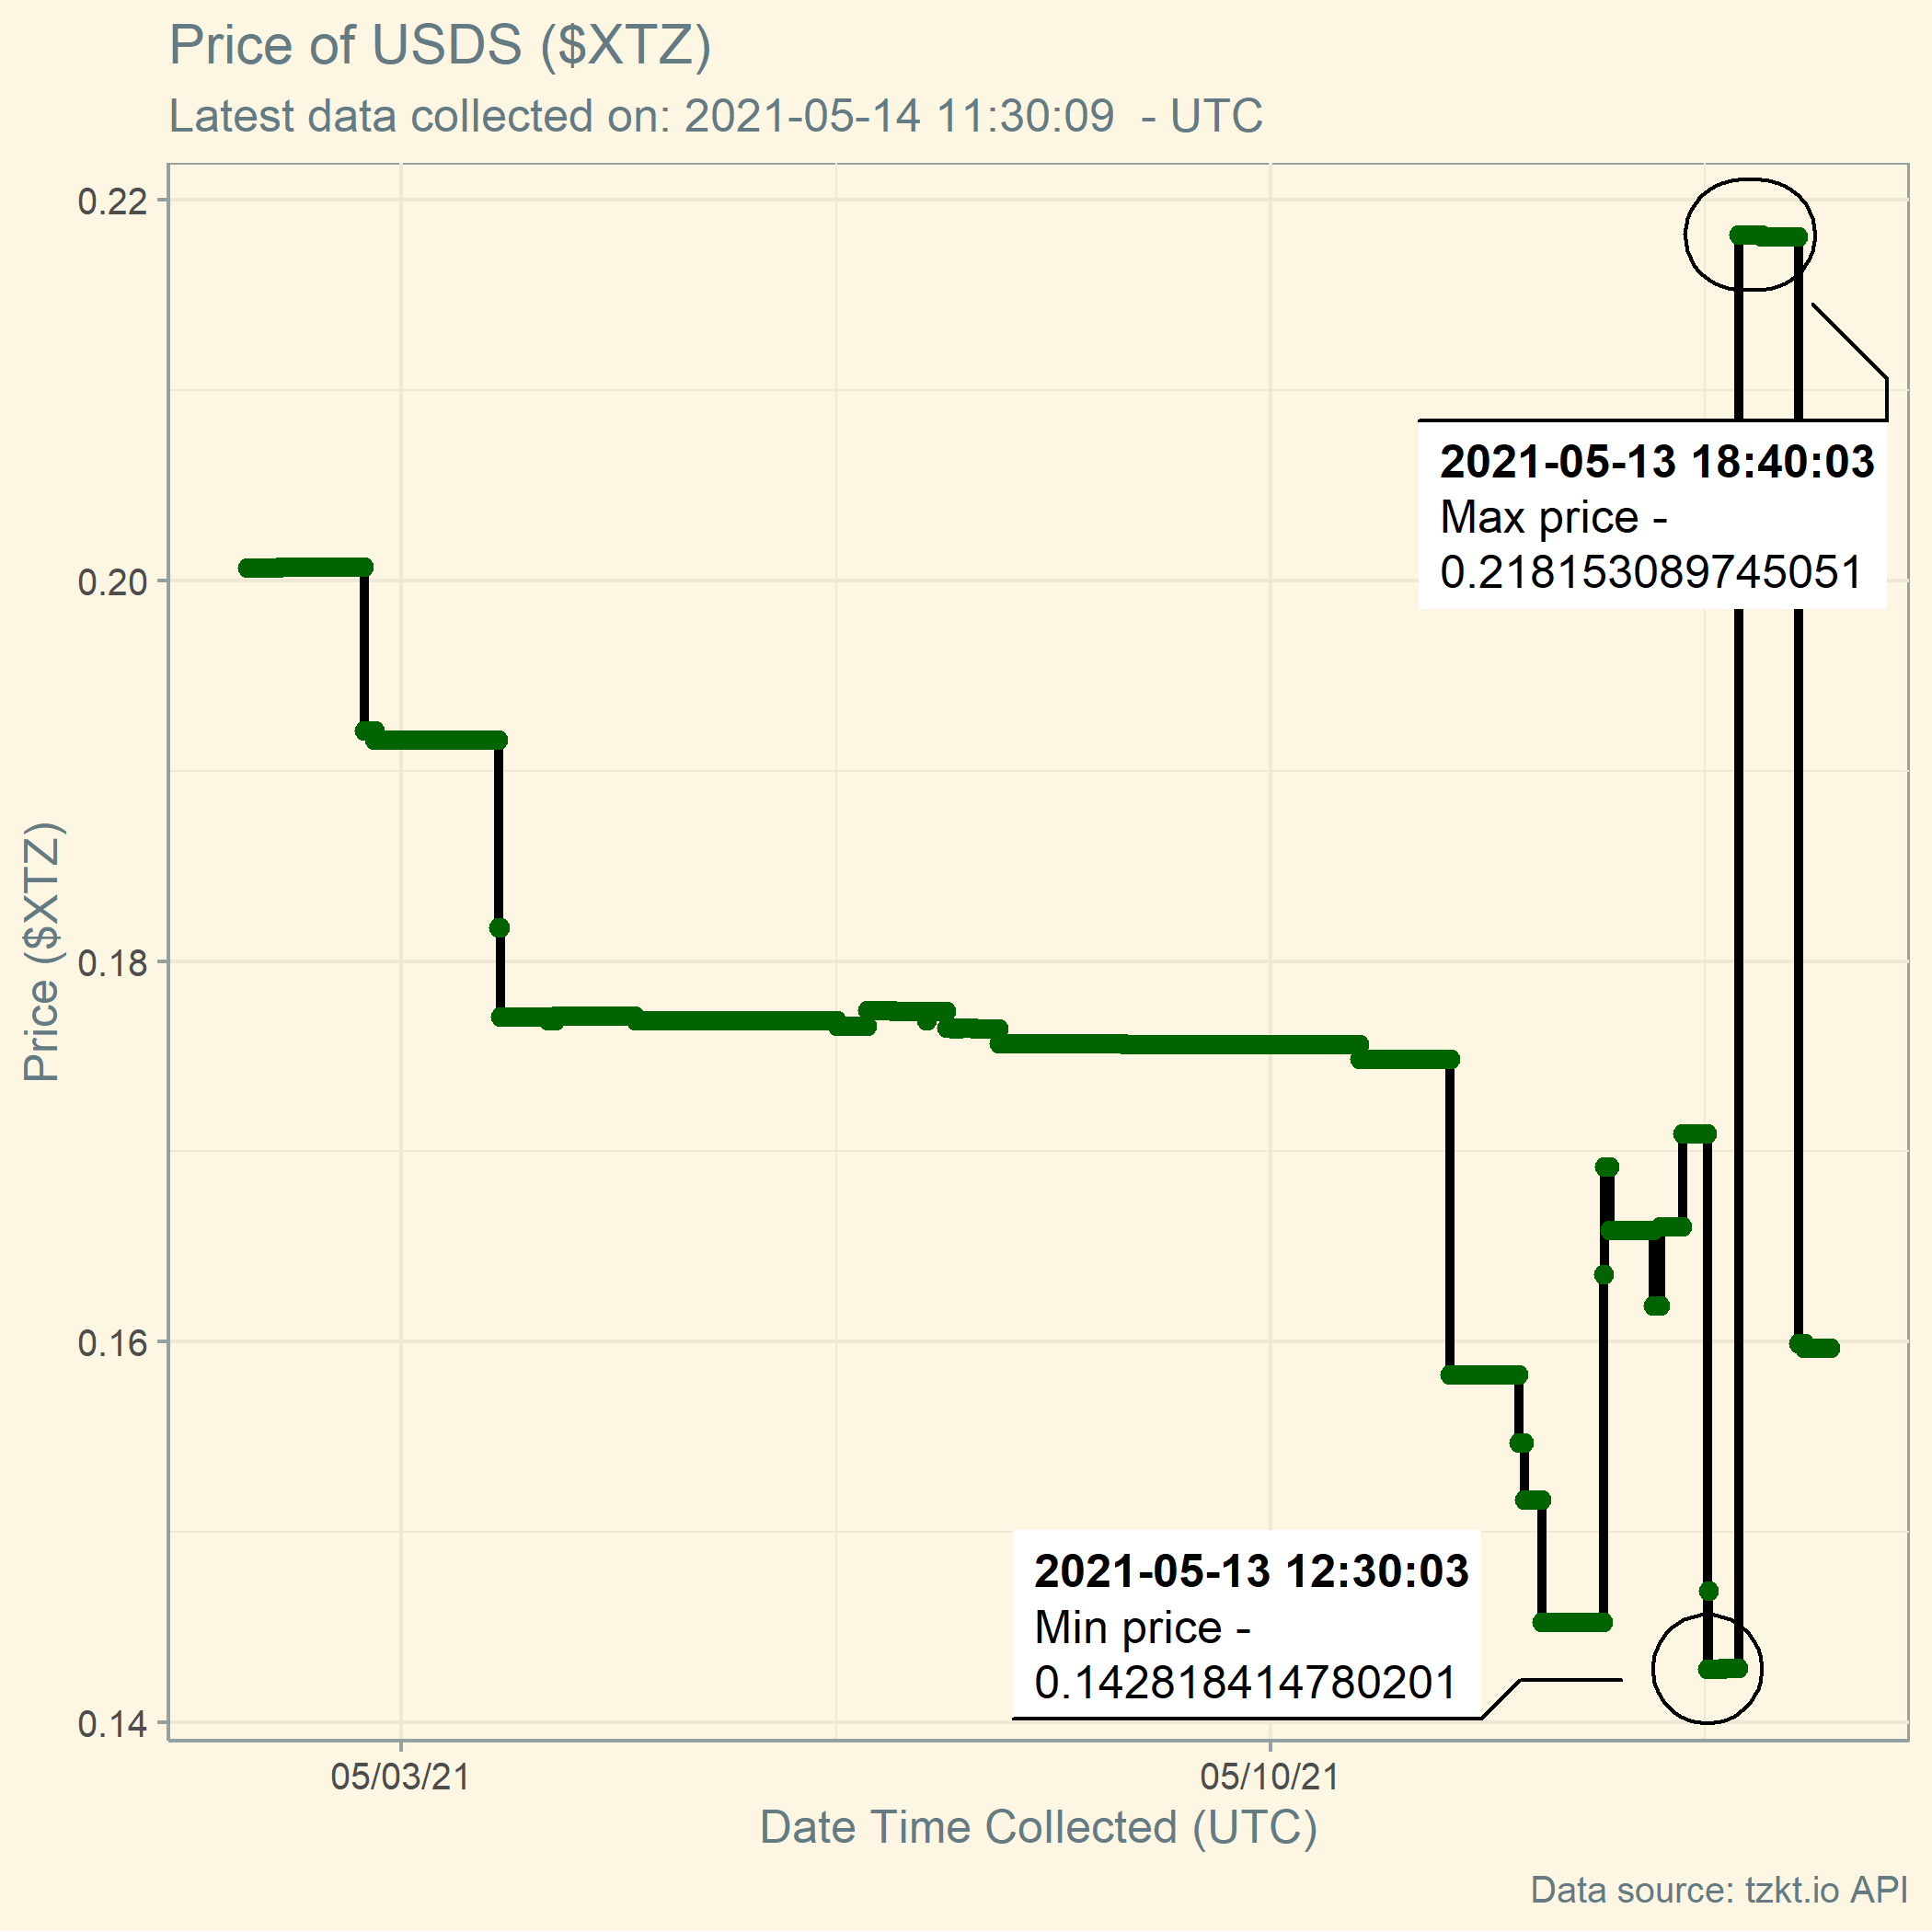 Price of USDS ($XTZ)
Latest data collected on: 2021-05-14 11:30:09  - UTC
0.22
0.20
0.18
0.16
0.14
Price ($XTZ)
2021-05-13 18:40:03
Max price -
0.218153089745051
2021-05-13 12:30:03
Min price -
0.142818414780201
05/03/21
05/10/21
Date Time Collected (UTC)
Data source: tzkt.io API